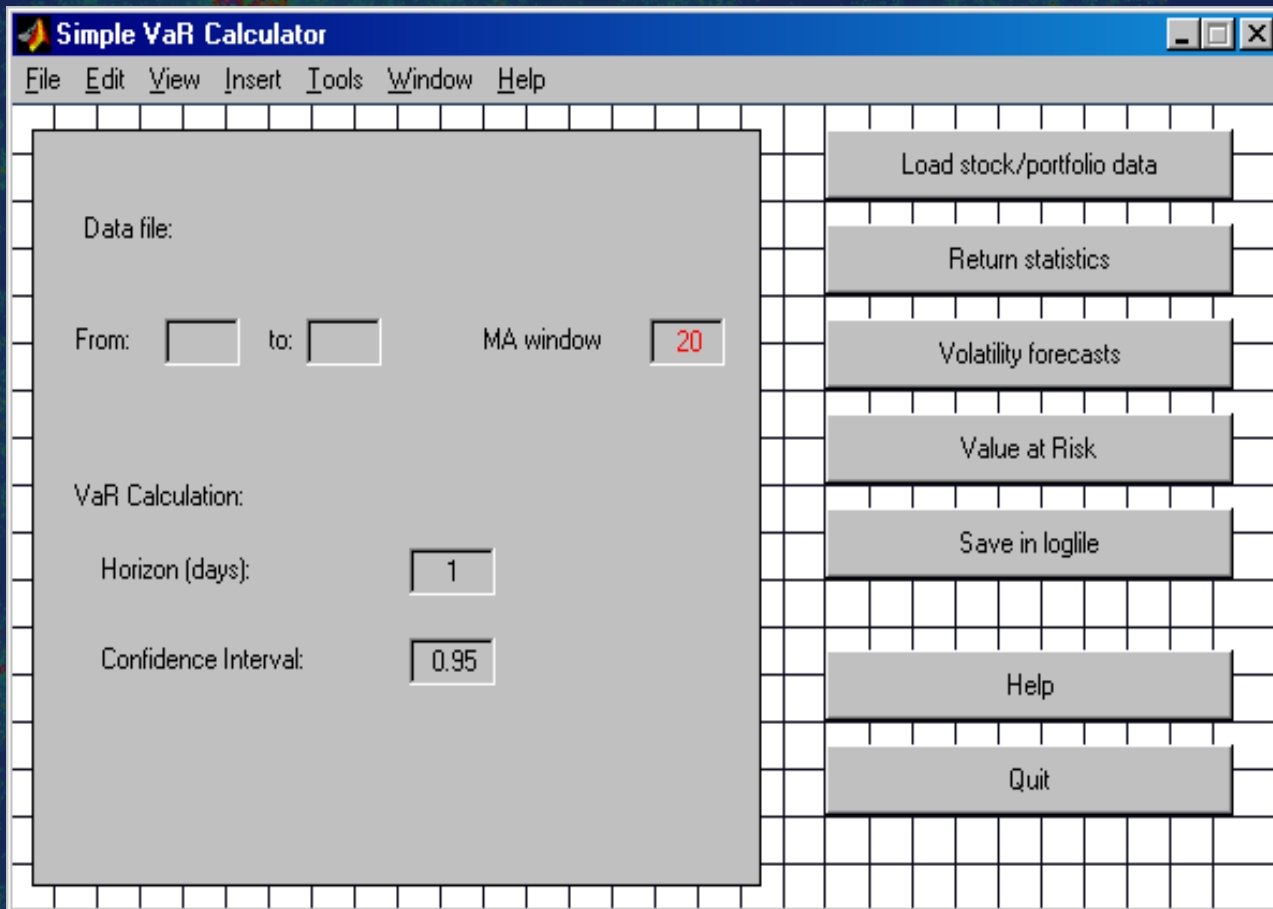 Simple VaR Calculator
File Edit View Insert Tools Window Help
Data file:
From: to: MA window 20
VaR Calculation:
Horizon (days): 1
Confidence Interval: 0.95
Load stock/portfolio data
Return statistics
Volatility forecasts
Value at Risk
Save in loglile
Help
Quit